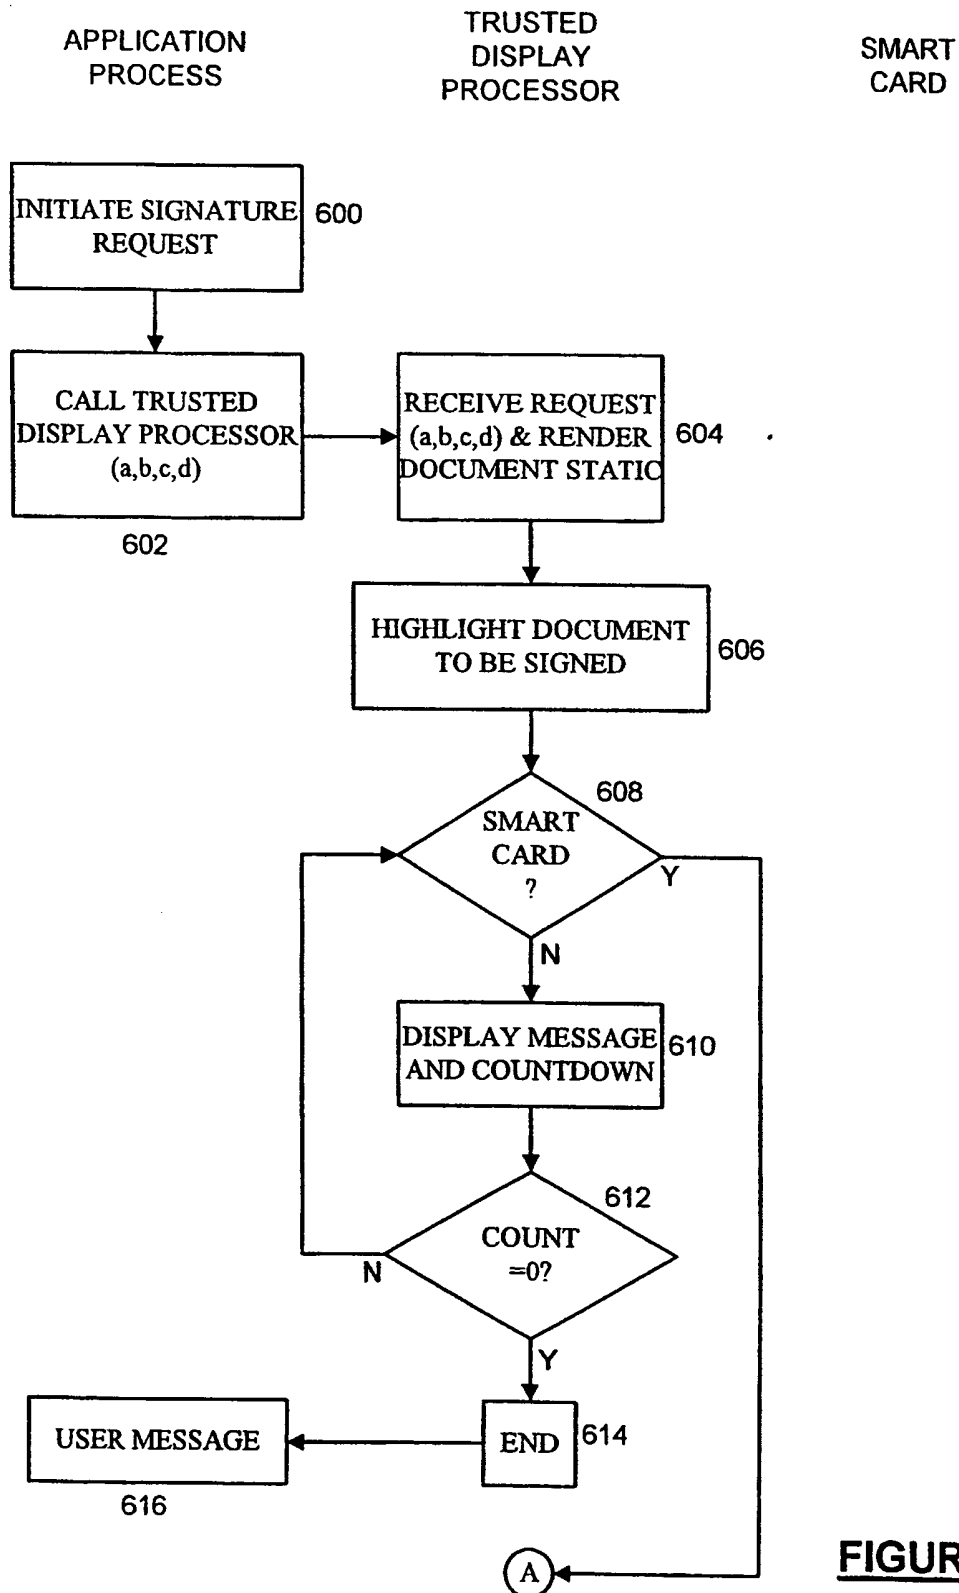 APPLICATION
PROCESS
TRUSTED
DISPLAY
PROCESSOR
SMART
CARD
INITIATE SIGNATURE
REQUEST
600
CALL TRUSTED
DISPLAY PROCESSOR
(a,b,c,d)
602
RECEIVE REQUEST
(a,b,c,d) & RENDER
DOCUMENT STATIC
604
HIGHLIGHT DOCUMENT
TO BE SIGNED
606
608
SMART
CARD
?
Y
N
DISPLAY MESSAGE
AND COUNTDOWN
610
612
COUNT
=0?
N
Y
USER MESSAGE
616
END
614
A
FIGUR